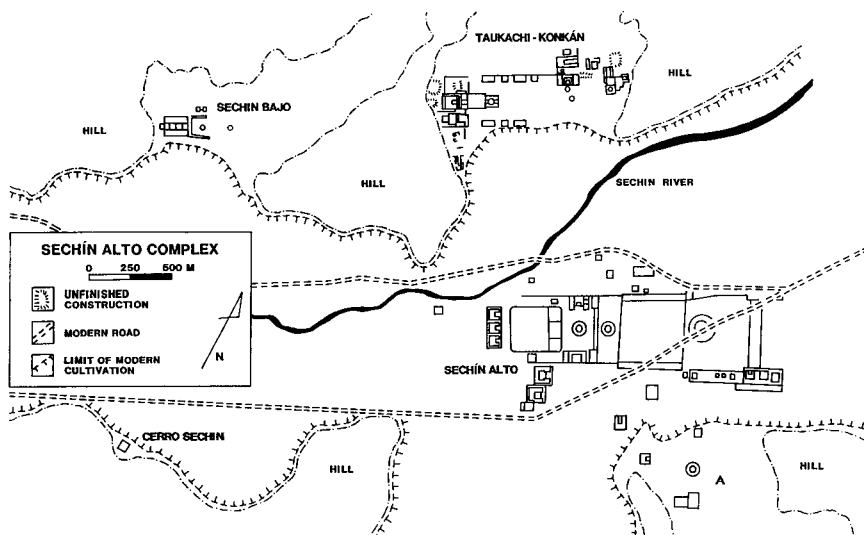 TAUKACHI - KONKÁN
HILL
SECHIN BAJO
HILL
HILL
SECHIN RIVER
SECHÍN ALTO COMPLEX
0 250 500 M
UNFINISHED
CONSTRUCTION
MODERN ROAD
LIMIT OF MODERN
CULTIVATION
N
SECHÍN ALTO
CERRO SECHIN
HILL
HILL
A